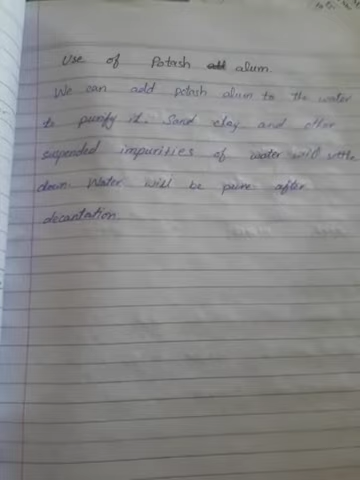 Use of Potash alum.
We can add potash alum to the water
to purify it. Sand clay and other
suspended impurities of water will settle
down. Water will be pure after
decantation